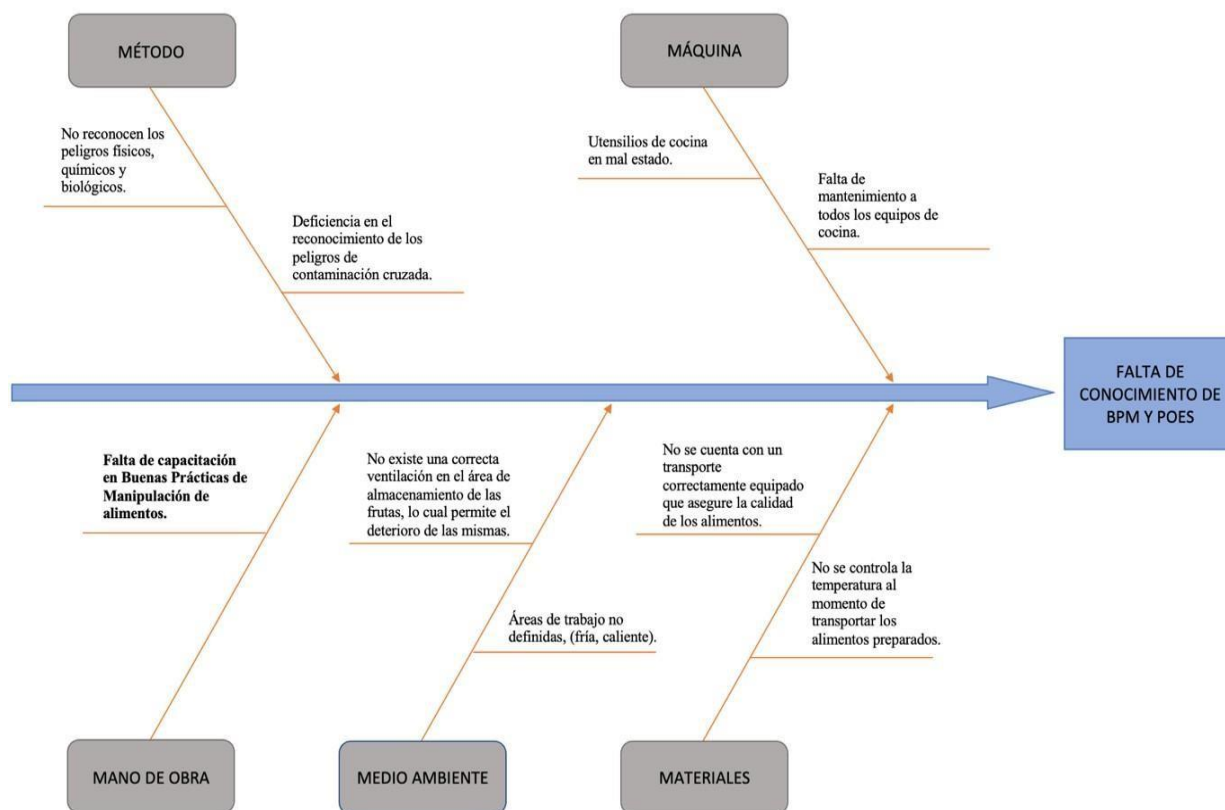 MÉTODO
MÁQUINA
No reconocen los
peligros físicos,
químicos y
biológicos.
Deficiencia en el
reconocimiento de los
peligros de
contaminación cruzada.
Utensilios de cocina
en mal estado.
Falta de
mantenimiento a
todos los equipos de
cocina.
FALTA DE
CONOCIMIENTO DE
BPM Y POES
Falta de capacitación
en Buenas Prácticas de
Manipulación de
alimentos.
No existe una correcta
ventilación en el área de
almacenamiento de las
frutas, lo cual permite el
deterioro de las mismas.
Áreas de trabajo no
definidas, (fría, caliente).
No se cuenta con un
transporte
correctamente equipado
que asegure la calidad
de los alimentos.
No se controla la
temperatura al
momento de
transportar los
alimentos preparados.
MANO DE OBRA
MEDIO AMBIENTE
MATERIALES